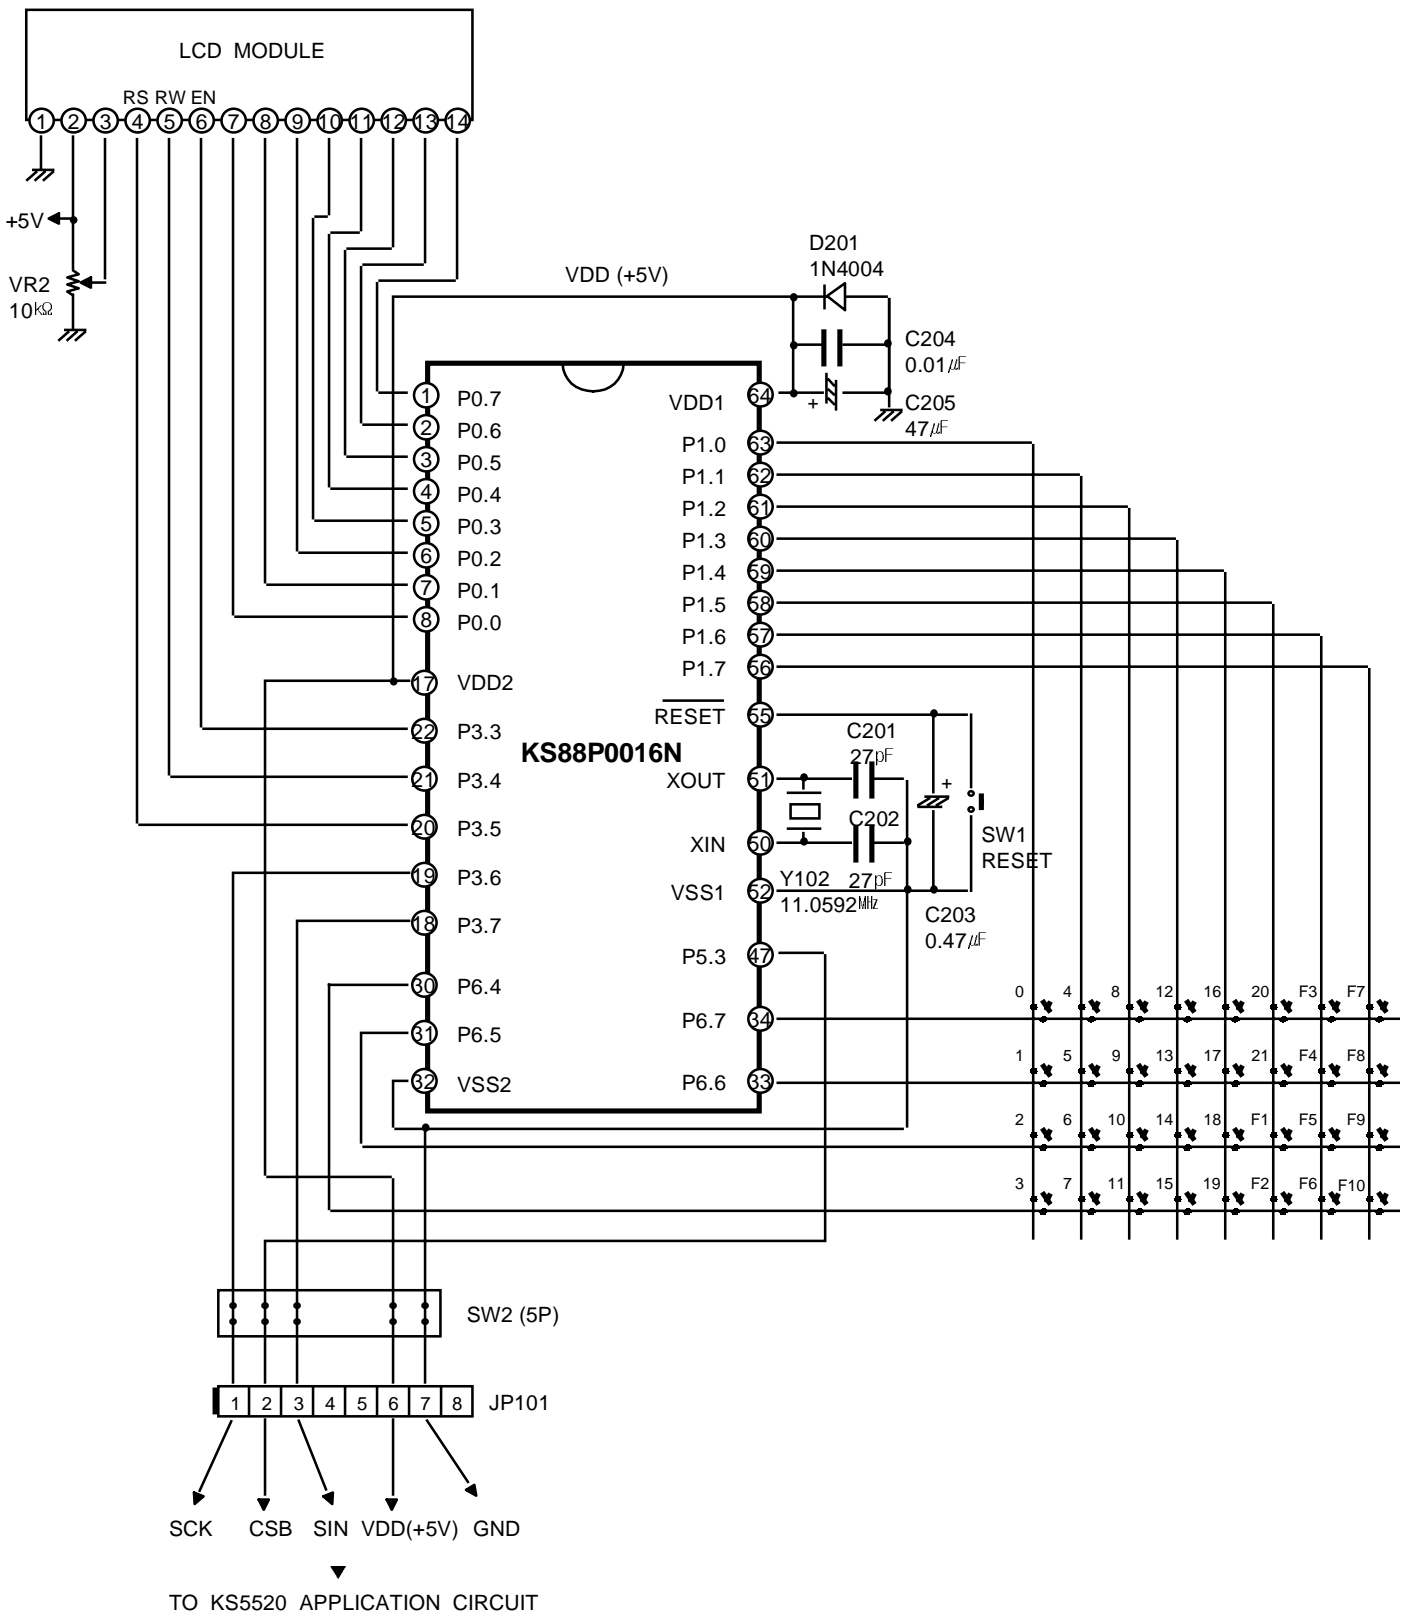 LCD MODULE
RS RW EN
1 2 3 4 5 6 7 8 9 10 11 12 13 14
+5V
VR2
10kΩ
VDD (+5V)
D201
1N4004
C204
0.01μF
C205
47μF
+
1 P0.7
2 P0.6
3 P0.5
4 P0.4
5 P0.3
6 P0.2
7 P0.1
8 P0.0
17 VDD2
22 P3.3
21 P3.4
20 P3.5
19 P3.6
18 P3.7
30 P6.4
31 P6.5
32 VSS2
KS88P0016N
VDD1 64
P1.0 63
P1.1 62
P1.2 61
P1.3 60
P1.4 59
P1.5 58
P1.6 57
P1.7 56
RESET 55
XOUT 51
XIN 50
VSS1 52
P5.3 47
P6.7 34
P6.6 33
C201
27pF
C202
27pF
Y102
11.0592MHz
+
SW1
RESET
C203
0.47μF
0 4 8 12 16 20 F3 F7
1 5 9 13 17 21 F4 F8
2 6 10 14 18 F1 F5 F9
3 7 11 15 19 F2 F6 F10
SW2 (5P)
1 2 3 4 5 6 7 8 JP101
SCK CSB SIN VDD(+5V) GND
TO KS5520 APPLICATION CIRCUIT